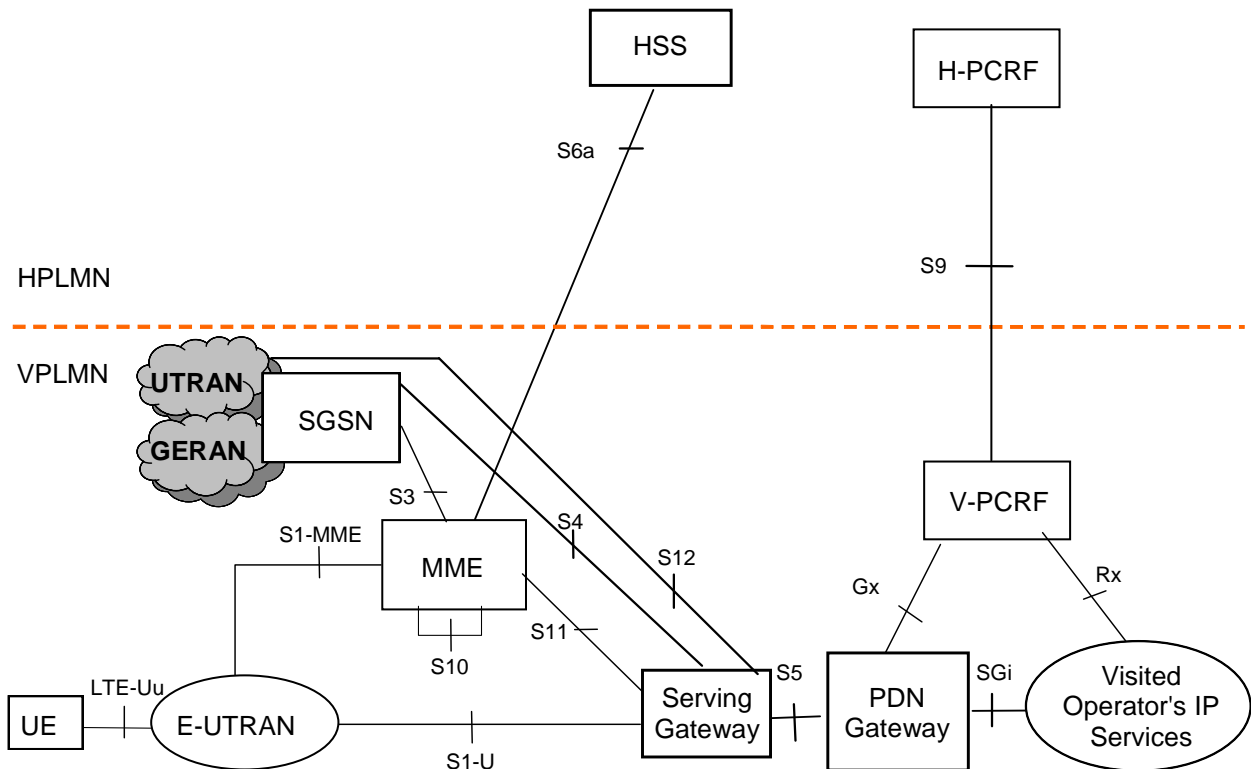 HSS
H-PCRF
S6a
S9
HPLMN
VPLMN
UTRAN
SGSN
GERAN
S3
S4
V-PCRF
S1-MME
MME
S12
Gx
Rx
S11
S10
S5
SGi
LTE-Uu
UE
E-UTRAN
Serving
Gateway
PDN
Gateway
Visited
Operator's IP
Services
S1-U